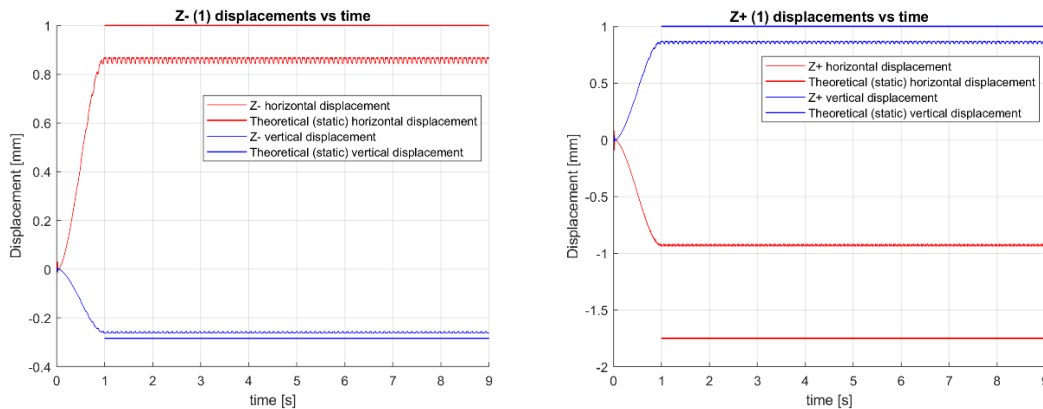 Z- (1) displacements vs time
1
0.8
0.6
0.4
0.2
0
-0.2
-0.4
Displacement [mm]
Z- horizontal displacement
Theoretical (static) horizontal displacement
Z- vertical displacement
Theoretical (static) vertical displacement
0 1 2 3 4 5 6 7 8 9
time [s]
Z+ (1) displacements vs time
1
0.5
0
-0.5
-1
-1.5
-2
Displacement [mm]
Z+ horizontal displacement
Theoretical (static) horizontal displacement
Z+ vertical displacement
Theoretical (static) vertical displacement
0 1 2 3 4 5 6 7 8 9
time [s]